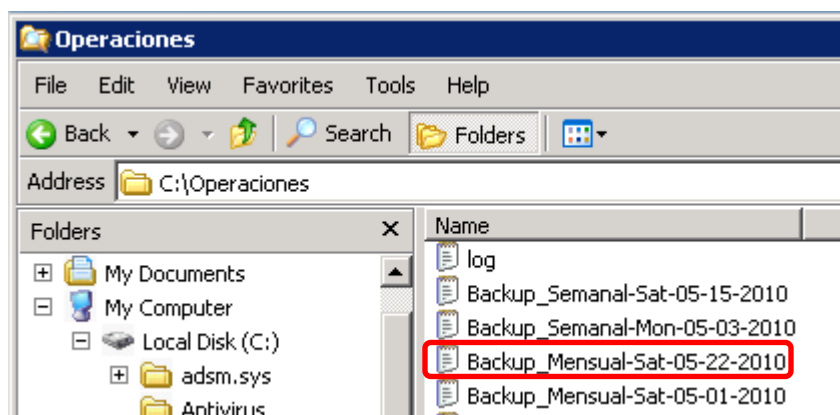 Operaciones
File Edit View Favorites Tools Help
Back Search Folders
Address C:\Operaciones
Folders
My Documents
My Computer
Local Disk (C:)
adsm.sys
Antivirus
Name
log
Backup_Semanal-Sat-05-15-2010
Backup_Semanal-Mon-05-03-2010
Backup_Mensual-Sat-05-22-2010
Backup_Mensual-Sat-05-01-2010